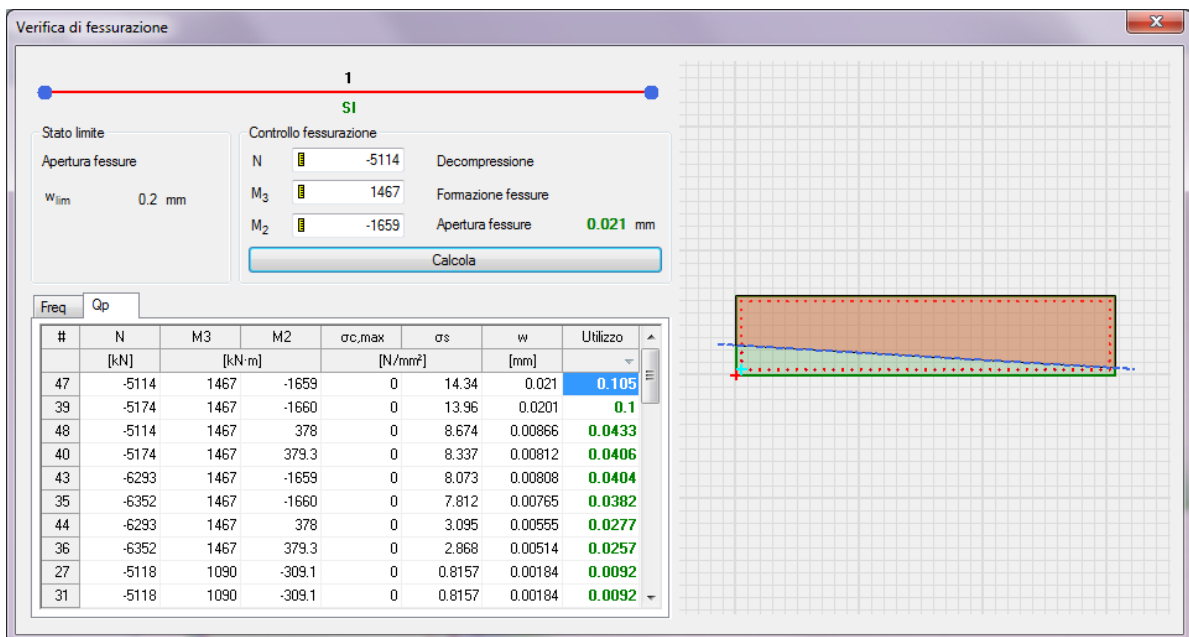 Verifica di fessurazione
x
1
SI
Stato limite
Apertura fessure
wlim 0.2 mm
Controllo fessurazione
N -5114 Decompressione
M3 1467 Formazione fessure
M2 -1659 Apertura fessure 0.021 mm
Calcola
Freq Qp
# N M3 M2 σc,max σs w Utilizzo
[kN] [kN·m] [N/mm²] [mm]
47 -5114 1467 -1659 0 14.34 0.021 0.105
39 -5174 1467 -1660 0 13.96 0.0201 0.1
48 -5114 1467 378 0 8.674 0.00866 0.0433
40 -5174 1467 379.3 0 8.337 0.00812 0.0406
43 -6293 1467 -1659 0 8.073 0.00808 0.0404
35 -6352 1467 -1660 0 7.812 0.00765 0.0382
44 -6293 1467 378 0 3.095 0.00555 0.0277
36 -6352 1467 379.3 0 2.868 0.00514 0.0257
27 -5118 1090 -309.1 0 0.8157 0.00184 0.0092
31 -5118 1090 -309.1 0 0.8157 0.00184 0.0092